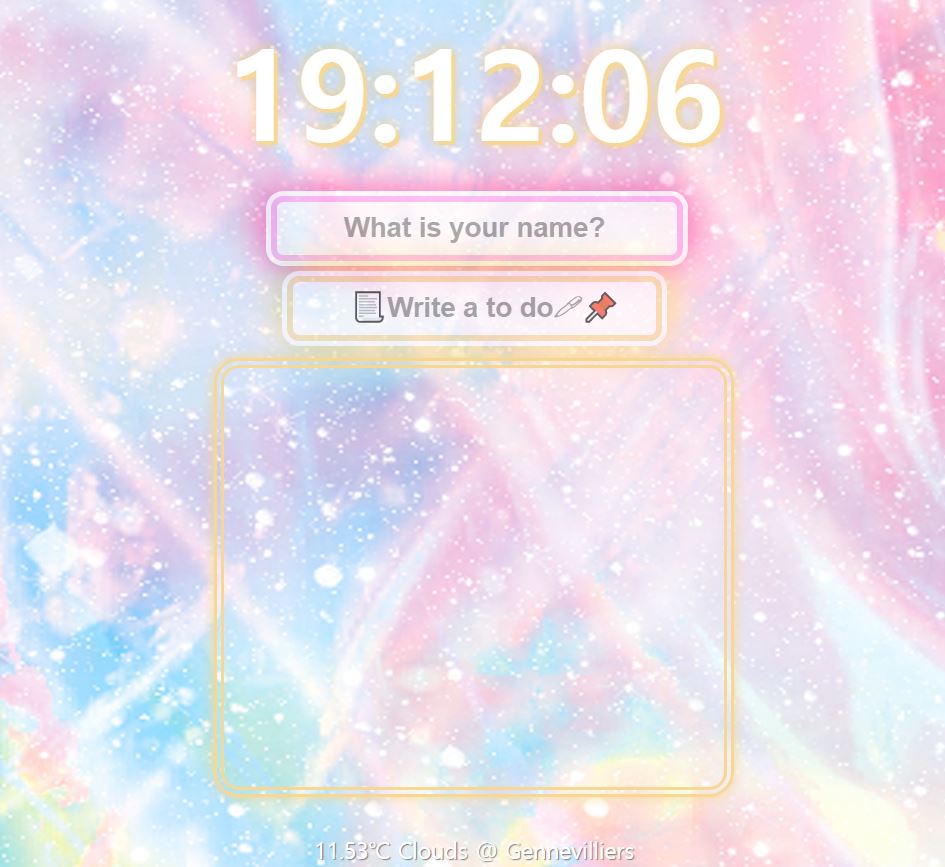 19:12:06
What is your name?
📃Write a to do🖋📌
11.53℃ Clouds @ Gennevilliers